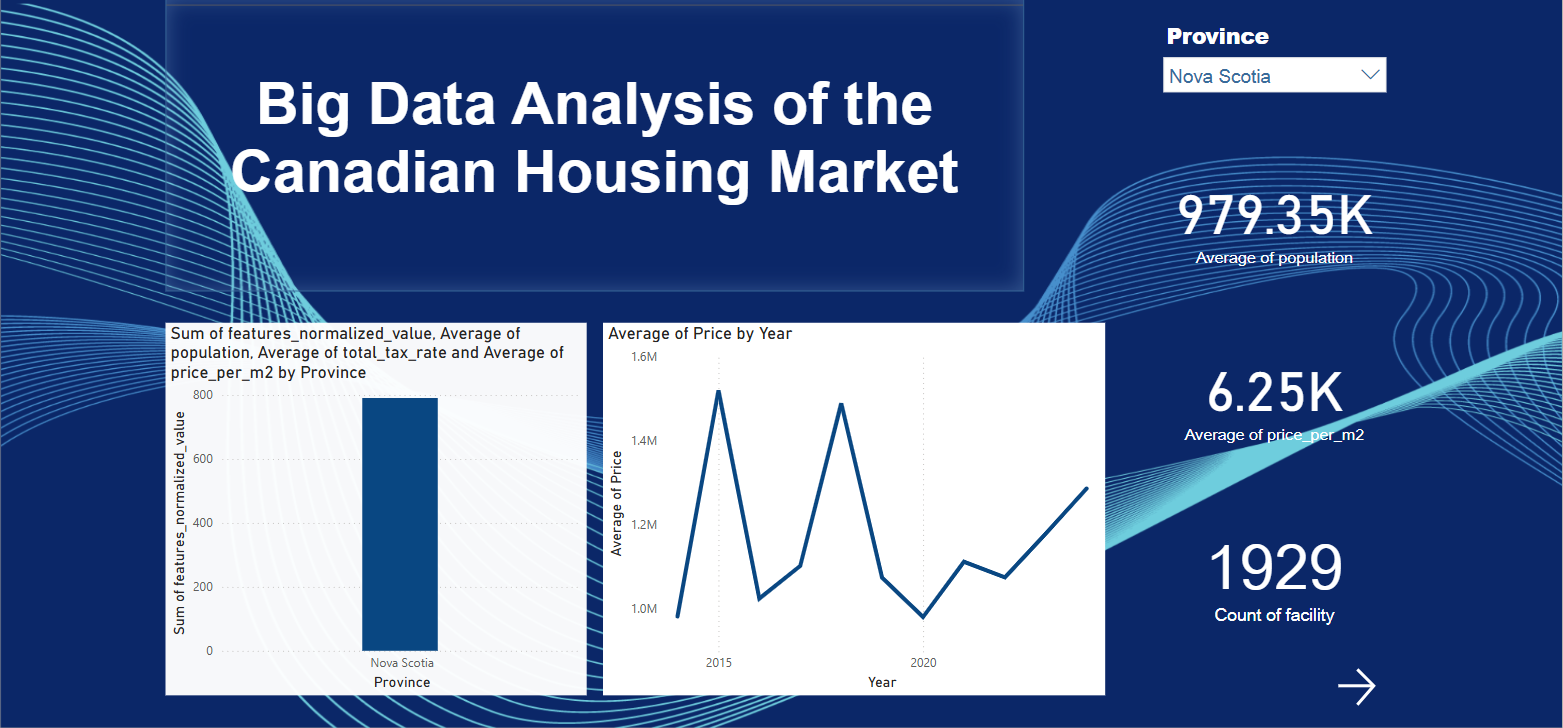 Big Data Analysis of the
Canadian Housing Market
Province
Nova Scotia
979.35K
Average of population
6.25K
Average of price_per_m2
1929
Count of facility
Sum of features_normalized_value, Average of
population, Average of total_tax_rate and Average of
price_per_m2 by Province
Sum of features_normalized_value
800
600
400
200
0
Nova Scotia
Province
Average of Price by Year
Average of Price
1.6M
1.4M
1.2M
1.0M
2015
2020
Year